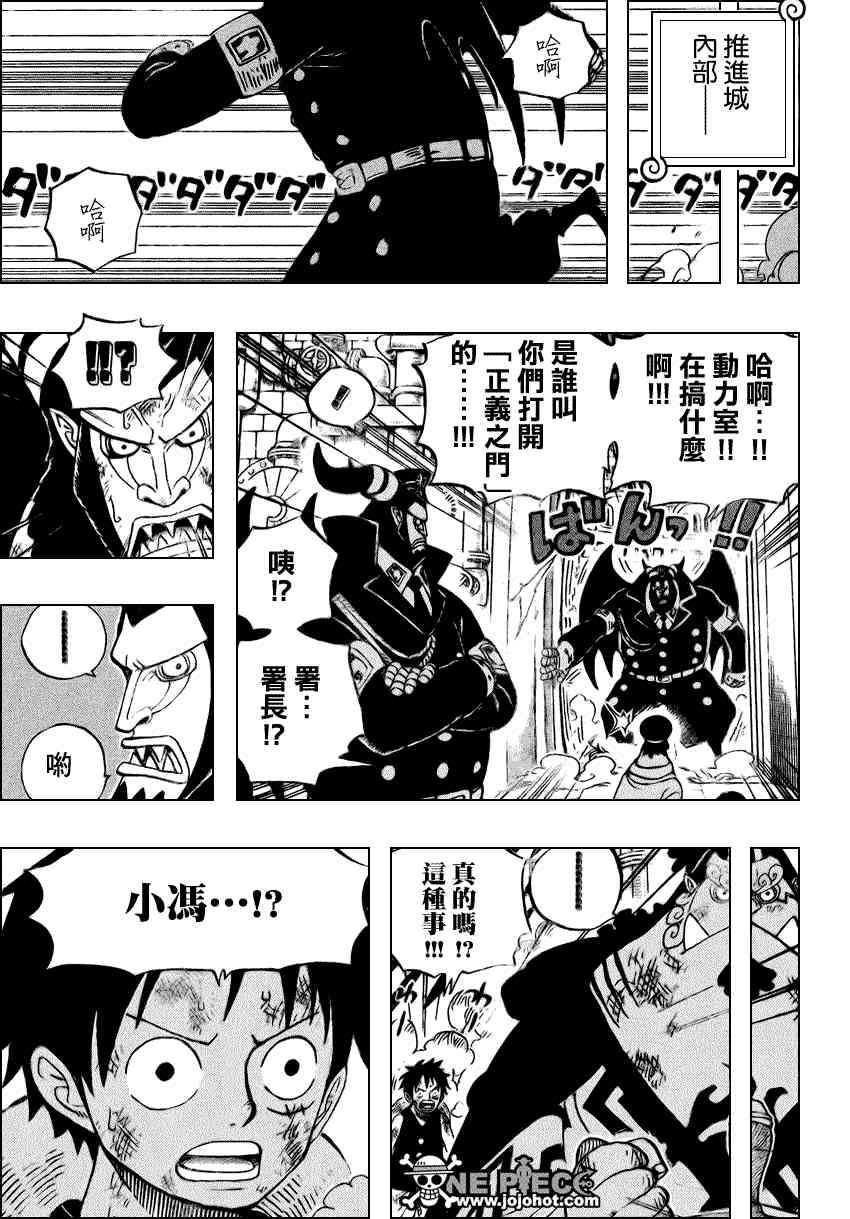 推進城
內部——
哈
啊
ダダダダダダダ
哈
啊
哈啊…!!
動力室!!
在搞什麼
啊!!!
是誰叫
你們打開
「正義之門」
的……!!!
ばんっ!!
咦!?
署…
署長!?
!!?
喲
真的嗎!?
這種事!!!
小馮…!?
ONE PIECE
www.jojohot.com